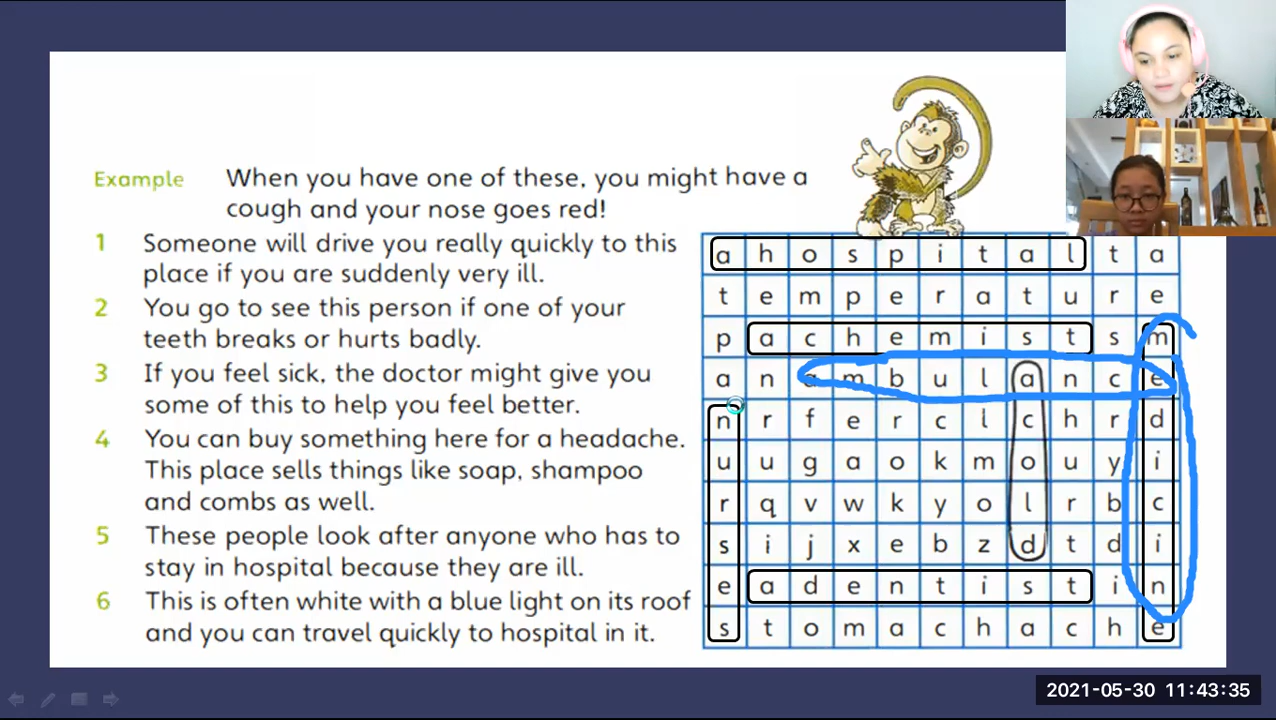 Example When you have one of these, you might have a
cough and your nose goes red!
1 Someone will drive you really quickly to this
place if you are suddenly very ill.
2 You go to see this person if one of your
teeth breaks or hurts badly.
3 If you feel sick, the doctor might give you
some of this to help you feel better.
4 You can buy something here for a headache.
This place sells things like soap, shampoo
and combs as well.
5 These people look after anyone who has to
stay in hospital because they are ill.
6 This is often white with a blue light on its roof
and you can travel quickly to hospital in it.
a h o s p i t a l t a
t e m p e r a t u r e
p a c h e m i s t s m
a n a m b u l a n c e
n r f e r c l c h r d
u u g a o k m o u y i
r q v w k y o l r b c
s i j x e b z d t d i
e a d e n t i s t i n
s t o m a c h a c h e
2021-05-30 11:43:35